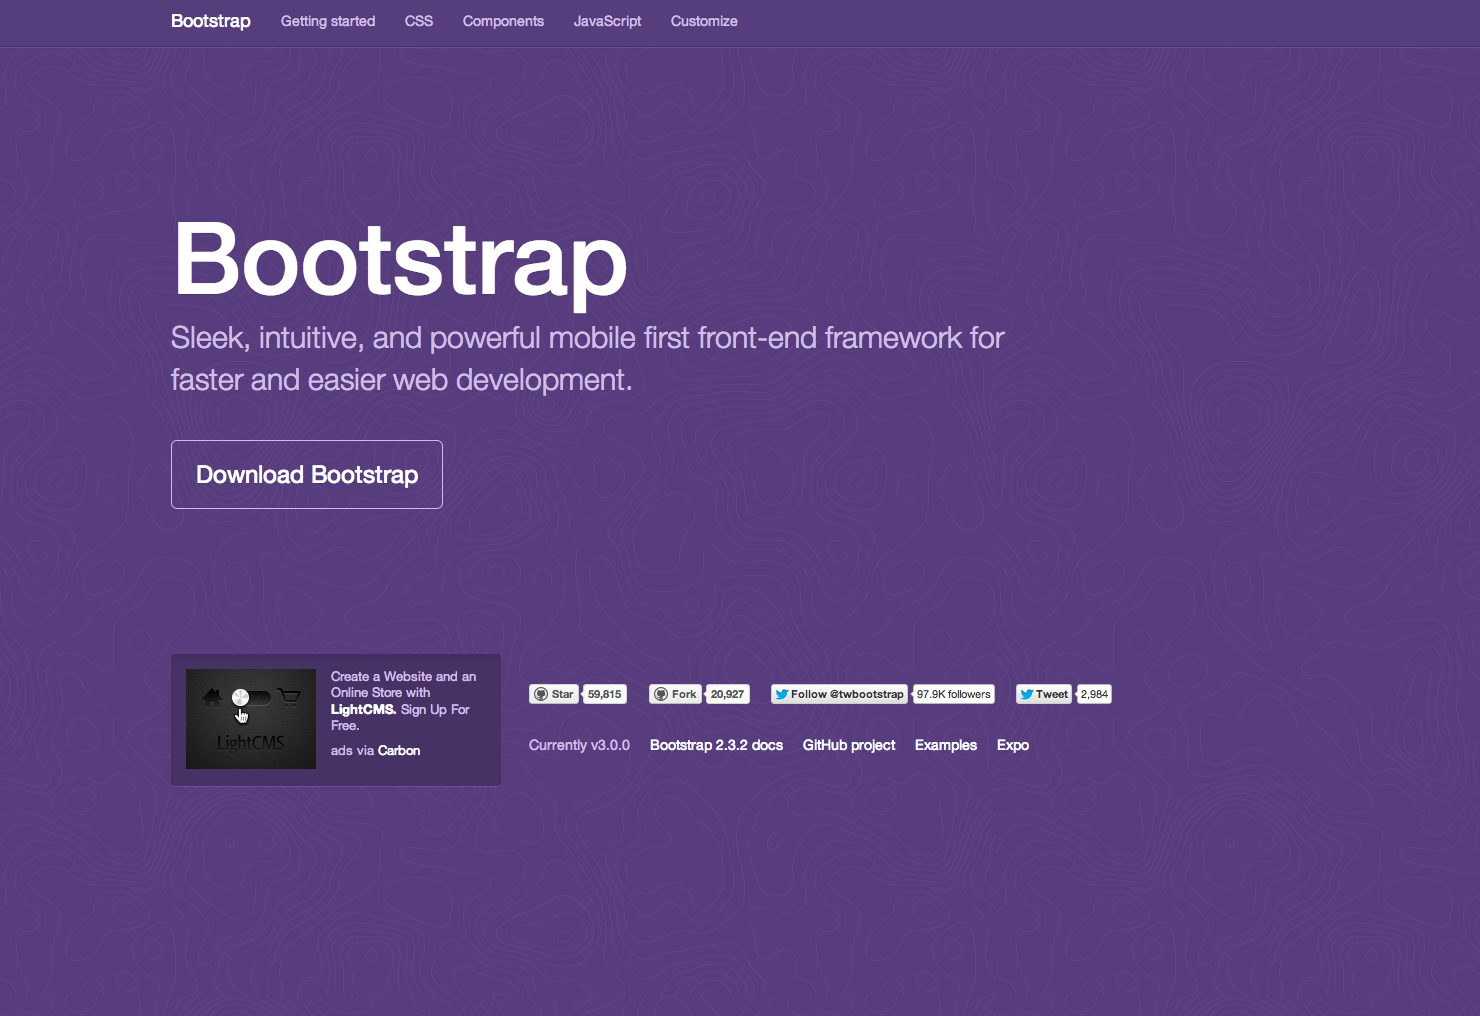 Bootstrap Getting started CSS Components JavaScript Customize
Bootstrap
Sleek, intuitive, and powerful mobile first front-end framework for
faster and easier web development.
Download Bootstrap
LightCMS
Create a Website and an
Online Store with
LightCMS. Sign Up For
Free.
ads via Carbon
Star 59,815 Fork 20,927 Follow @twbootstrap 97.9K followers Tweet 2,984
Currently v3.0.0 Bootstrap 2.3.2 docs GitHub project Examples Expo